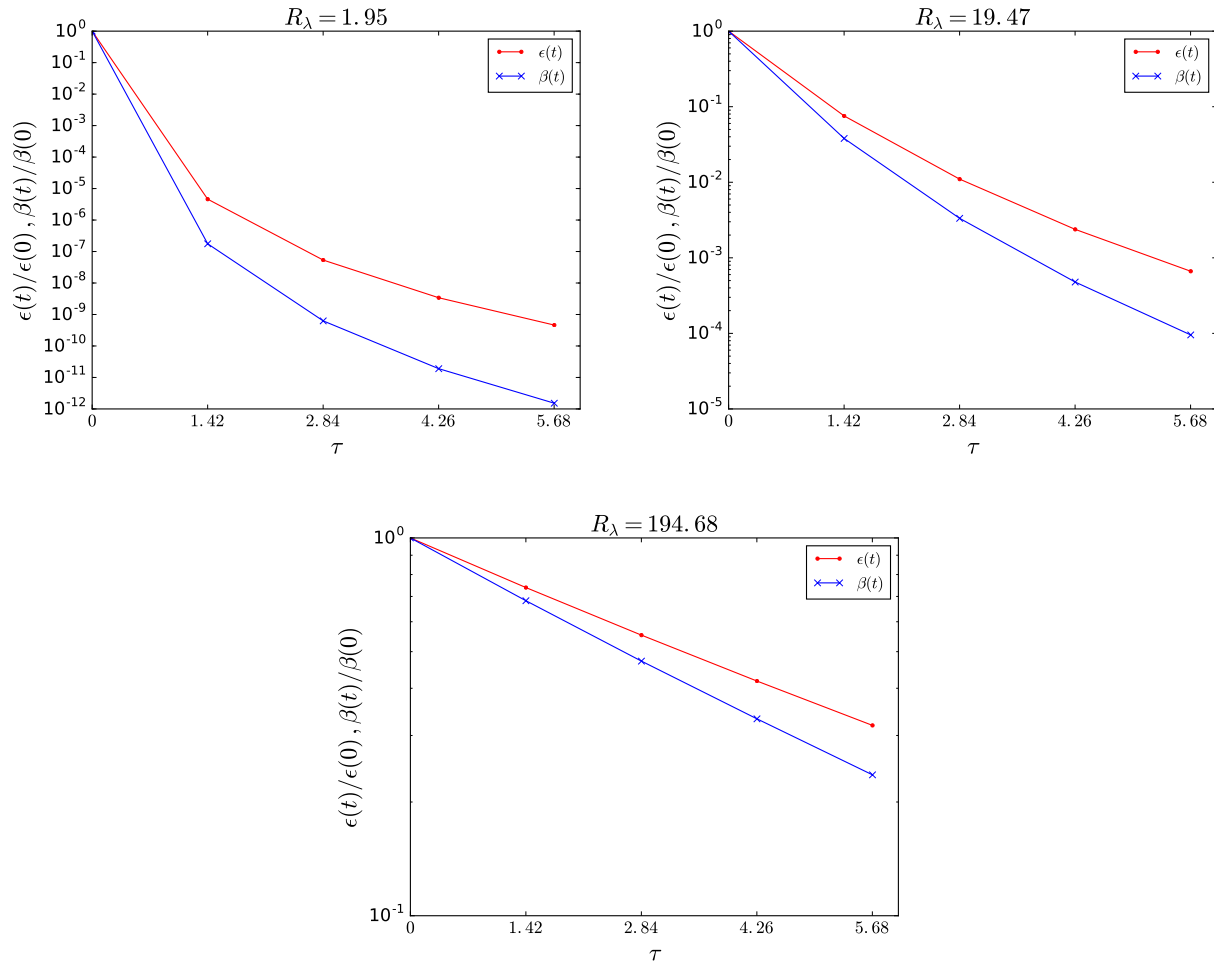 R_λ = 1.95
10^0
10^-1
10^-2
10^-3
10^-4
10^-5
10^-6
10^-7
10^-8
10^-9
10^-10
10^-11
10^-12
ϵ(t)/ϵ(0), β(t)/β(0)
ϵ(t)
β(t)
0 1.42 2.84 4.26 5.68
τ
R_λ = 19.47
10^0
10^-1
10^-2
10^-3
10^-4
10^-5
ϵ(t)/ϵ(0), β(t)/β(0)
ϵ(t)
β(t)
0 1.42 2.84 4.26 5.68
τ
R_λ = 194.68
10^0
10^-1
ϵ(t)/ϵ(0), β(t)/β(0)
ϵ(t)
β(t)
0 1.42 2.84 4.26 5.68
τ